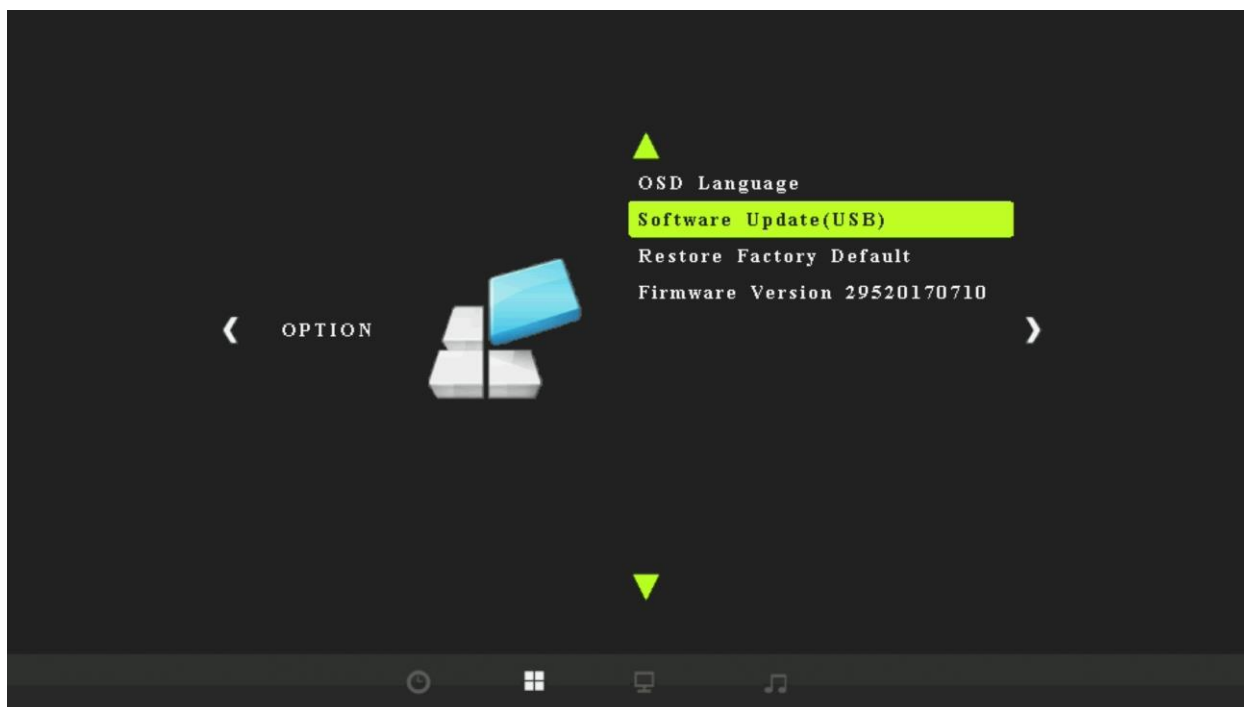 OSD Language
Software Update(USB)
Restore Factory Default
Firmware Version 29520170710
OPTION